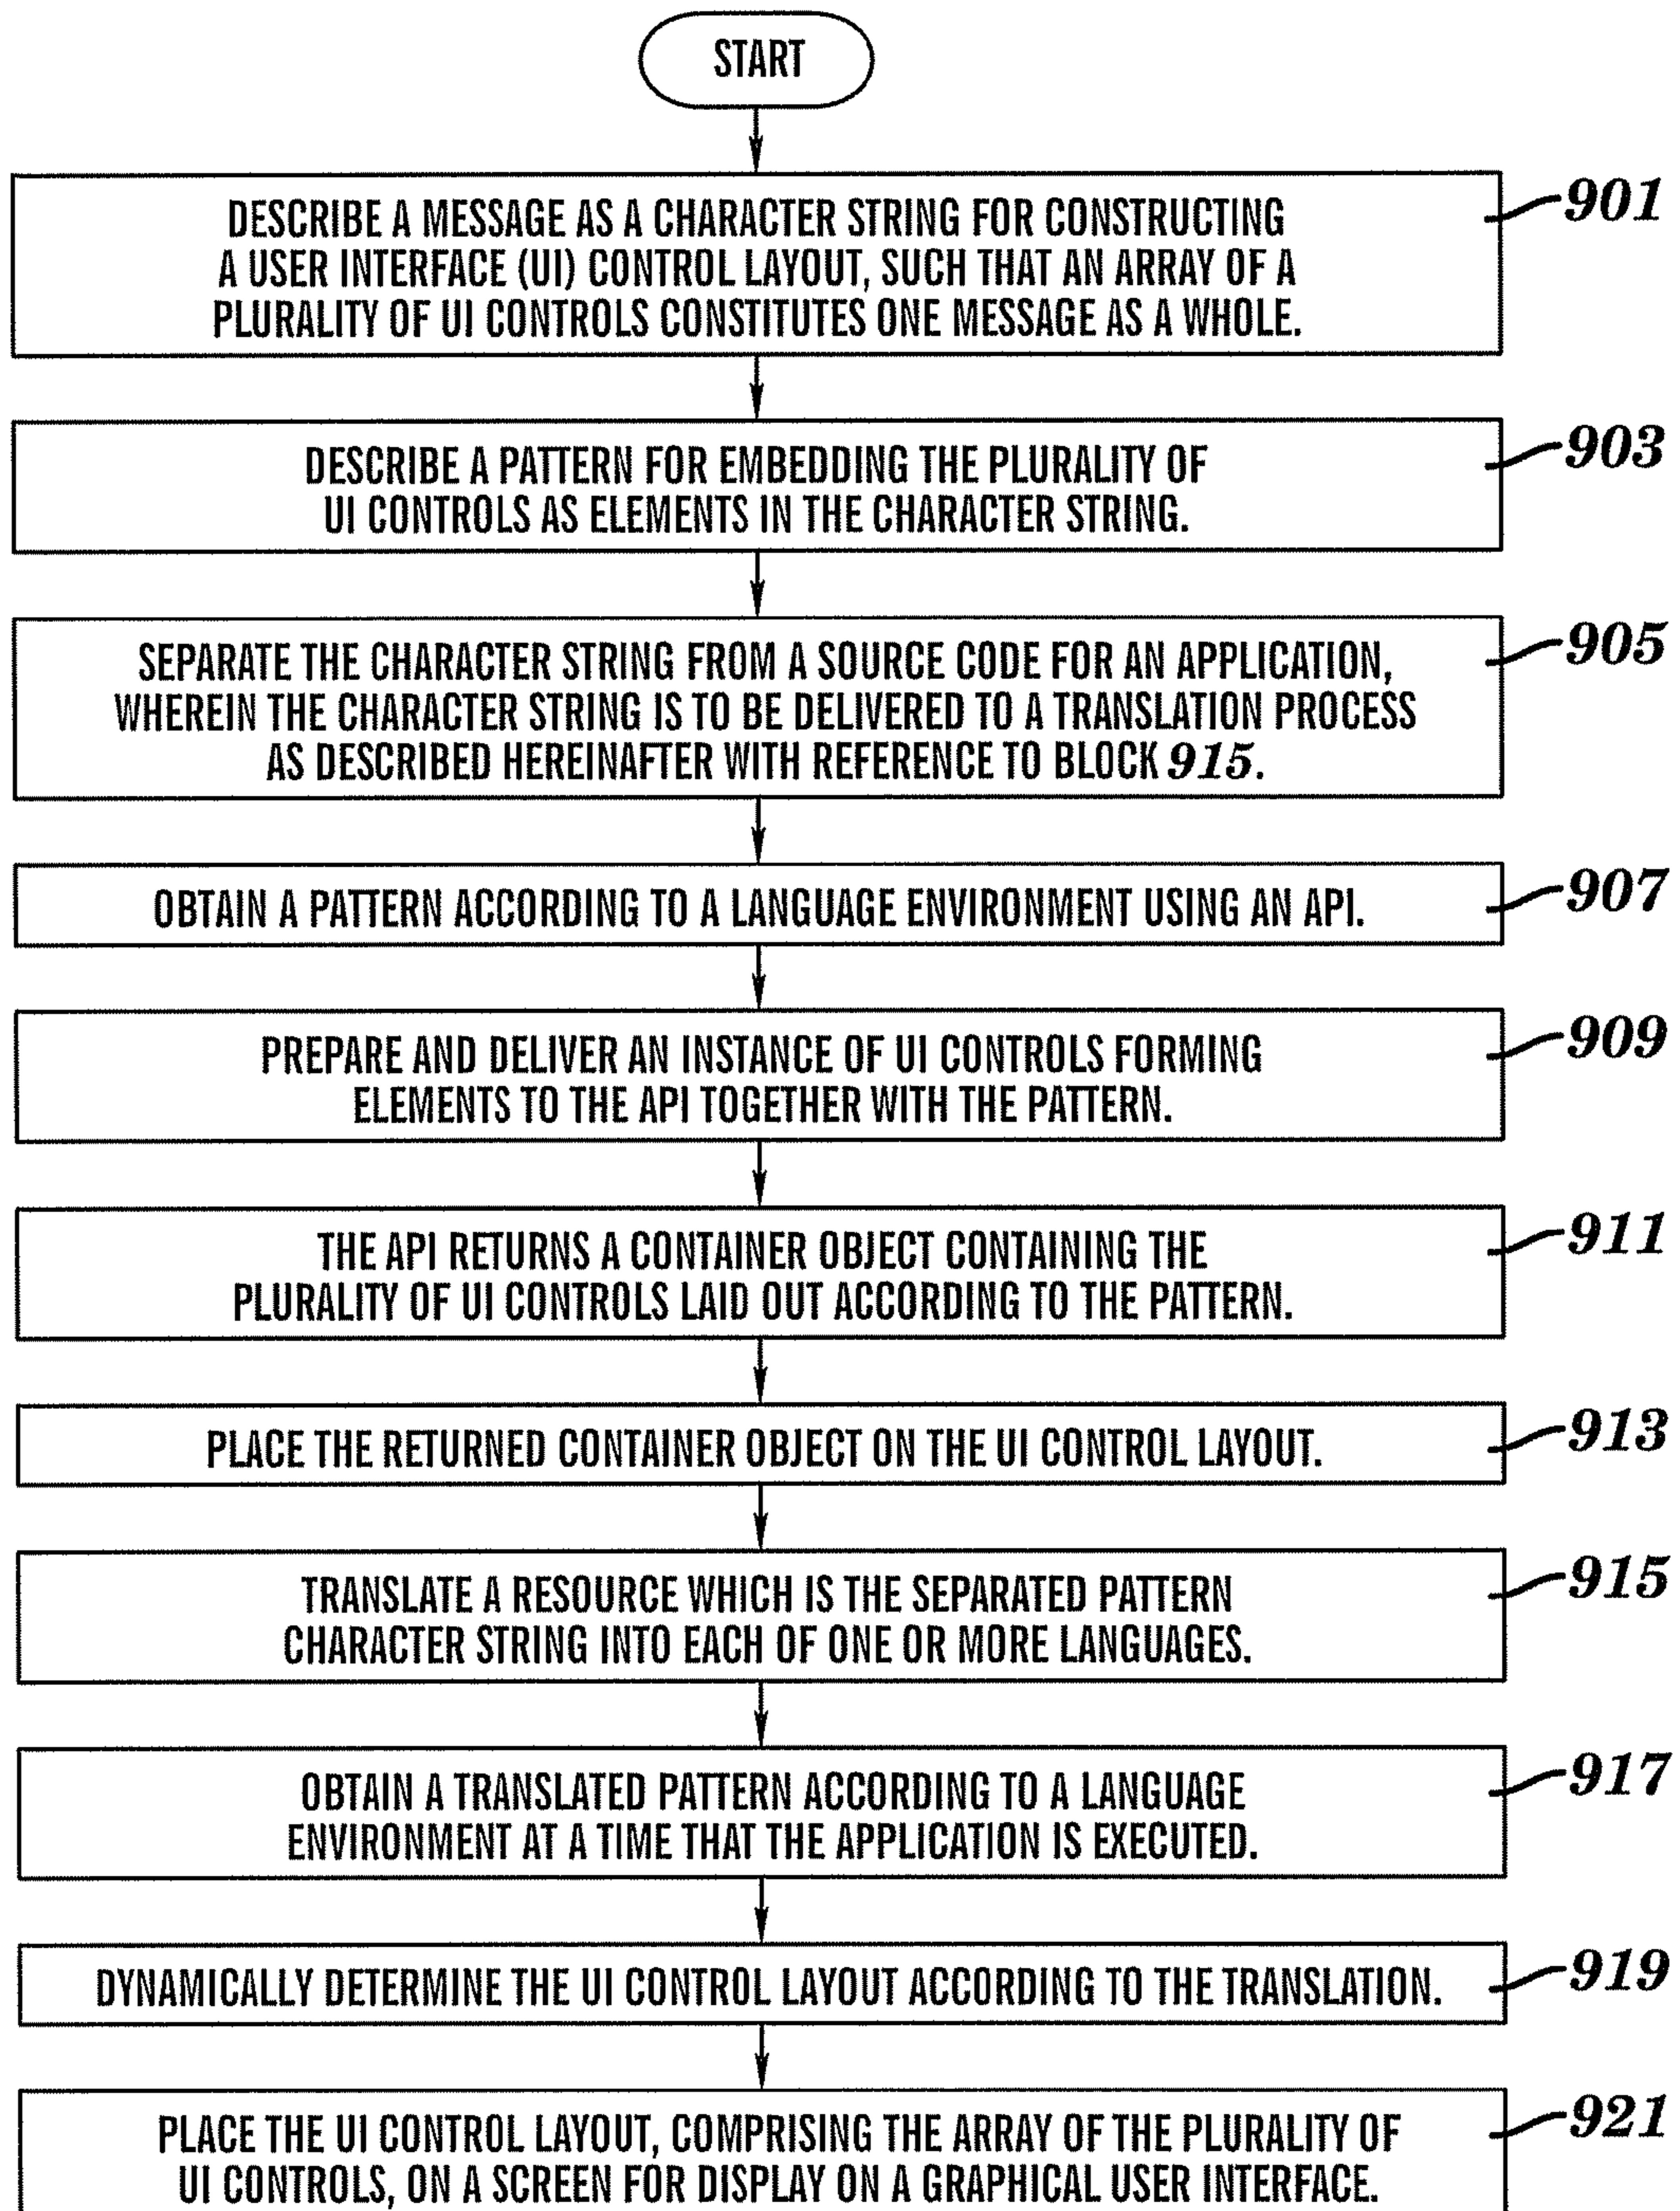 START
DESCRIBE A MESSAGE AS A CHARACTER STRING FOR CONSTRUCTING
A USER INTERFACE (UI) CONTROL LAYOUT, SUCH THAT AN ARRAY OF A
PLURALITY OF UI CONTROLS CONSTITUTES ONE MESSAGE AS A WHOLE.
901
DESCRIBE A PATTERN FOR EMBEDDING THE PLURALITY OF
UI CONTROLS AS ELEMENTS IN THE CHARACTER STRING.
903
SEPARATE THE CHARACTER STRING FROM A SOURCE CODE FOR AN APPLICATION,
WHEREIN THE CHARACTER STRING IS TO BE DELIVERED TO A TRANSLATION PROCESS
AS DESCRIBED HEREINAFTER WITH REFERENCE TO BLOCK 915.
905
OBTAIN A PATTERN ACCORDING TO A LANGUAGE ENVIRONMENT USING AN API.
907
PREPARE AND DELIVER AN INSTANCE OF UI CONTROLS FORMING
ELEMENTS TO THE API TOGETHER WITH THE PATTERN.
909
THE API RETURNS A CONTAINER OBJECT CONTAINING THE
PLURALITY OF UI CONTROLS LAID OUT ACCORDING TO THE PATTERN.
911
PLACE THE RETURNED CONTAINER OBJECT ON THE UI CONTROL LAYOUT.
913
TRANSLATE A RESOURCE WHICH IS THE SEPARATED PATTERN
CHARACTER STRING INTO EACH OF ONE OR MORE LANGUAGES.
915
OBTAIN A TRANSLATED PATTERN ACCORDING TO A LANGUAGE
ENVIRONMENT AT A TIME THAT THE APPLICATION IS EXECUTED.
917
DYNAMICALLY DETERMINE THE UI CONTROL LAYOUT ACCORDING TO THE TRANSLATION.
919
PLACE THE UI CONTROL LAYOUT, COMPRISING THE ARRAY OF THE PLURALITY OF
UI CONTROLS, ON A SCREEN FOR DISPLAY ON A GRAPHICAL USER INTERFACE.
921